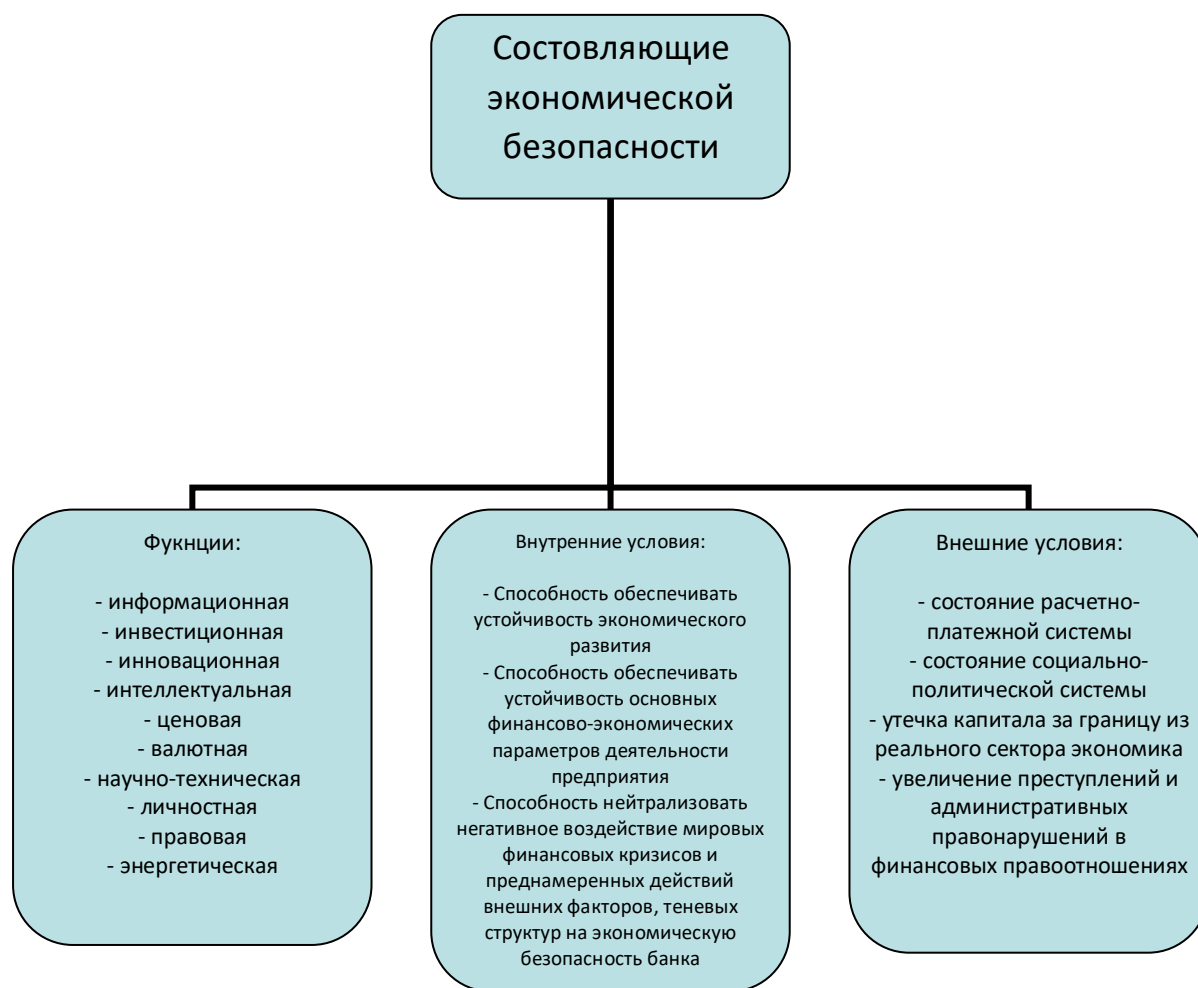 Состовляющие
экономической
безопасности
Фукнции:
- информационная
- инвестиционная
- инновационная
- интеллектуальная
- ценовая
- валютная
- научно-техническая
- личностная
- правовая
- энергетическая
Внутренние условия:
- Способность обеспечивать
устойчивость экономического
развития
- Способность обеспечивать
устойчивость основных
финансово-экономических
параметров деятельности
предприятия
- Способность нейтрализовать
негативное воздействие мировых
финансовых кризисов и
преднамеренных действий
внешних факторов, теневых
структур на экономическую
безопасность банка
Внешние условия:
- состояние расчетно-
платежной системы
- состояние социально-
политической системы
- утечка капитала за границу из
реального сектора экономика
- увеличение преступлений и
административных
правонарушений в
финансовых правоотношениях